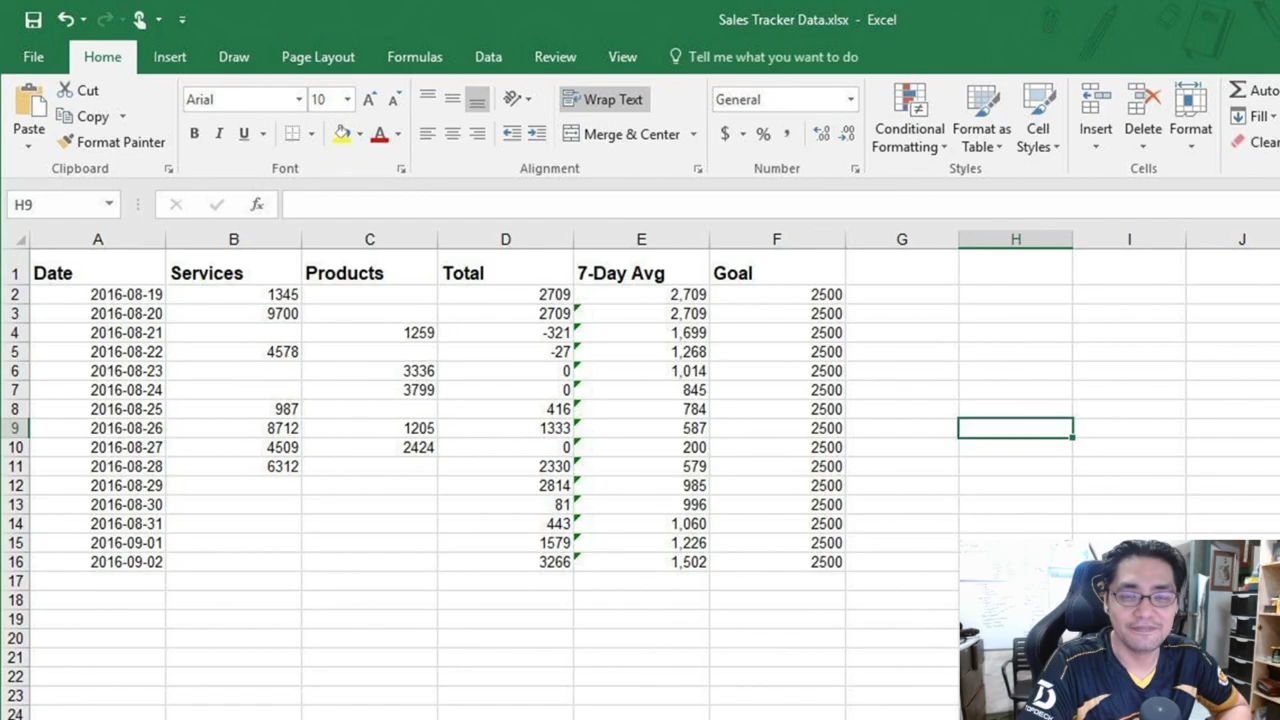 Sales Tracker Data.xlsx - Excel
File Home Insert Draw Page Layout Formulas Data Review View Tell me what you want to do
Paste Cut Copy Format Painter Clipboard
Arial 10 A A B I U A Font
Wrap Text Merge & Center Alignment
General $ % , Number
Conditional Formatting Format as Table Cell Styles Styles
Insert Delete Format Cells
Auto Fill Clear
H9 fx
A B C D E F G H I J
1 Date Services Products Total 7-Day Avg Goal
2 2016-08-19 1345 2709 2,709 2500
3 2016-08-20 9700 2709 2,709 2500
4 2016-08-21 1259 -321 1,699 2500
5 2016-08-22 4578 -27 1,268 2500
6 2016-08-23 3336 0 1,014 2500
7 2016-08-24 3799 0 845 2500
8 2016-08-25 987 416 784 2500
9 2016-08-26 8712 1205 1333 587 2500
10 2016-08-27 4509 2424 0 200 2500
11 2016-08-28 6312 2330 579 2500
12 2016-08-29 2814 985 2500
13 2016-08-30 81 996 2500
14 2016-08-31 443 1,060 2500
15 2016-09-01 1579 1,226 2500
16 2016-09-02 3266 1,502 2500
17
18
19
20
21
22
23
24
TOPDECK